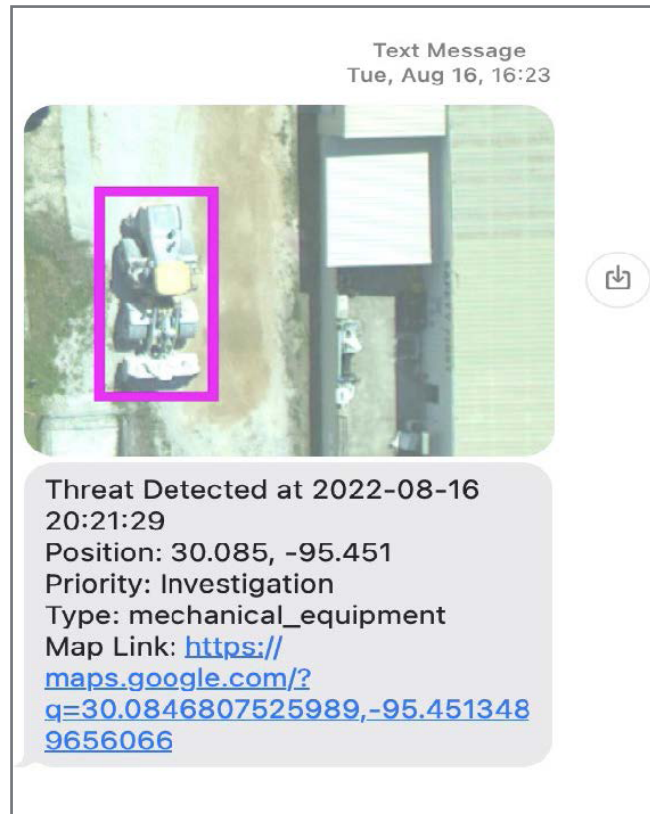 Text Message
Tue, Aug 16, 16:23
Threat Detected at 2022-08-16
20:21:29
Position: 30.085, -95.451
Priority: Investigation
Type: mechanical_equipment
Map Link: https://
maps.google.com/?
q=30.0846807525989,-95.451348
9656066